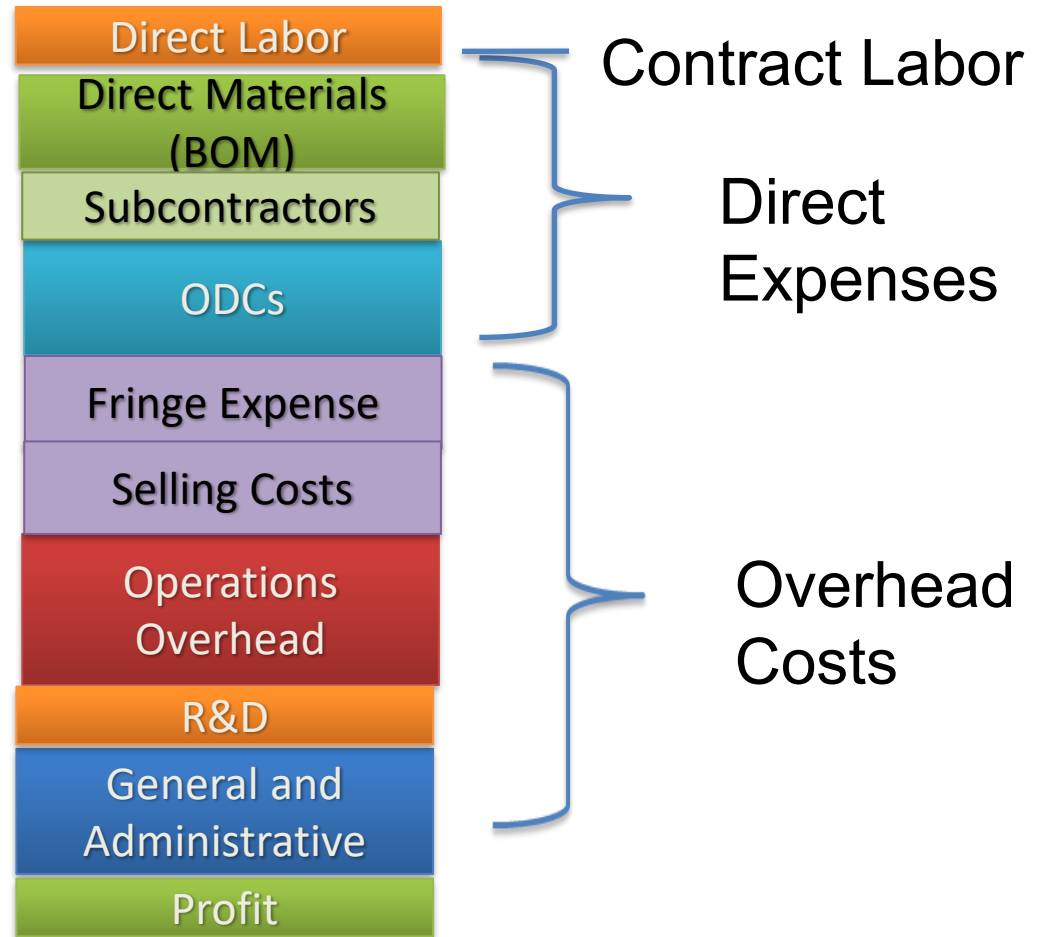 Direct Labor
Contract Labor
Direct Materials
(BOM)
Subcontractors
ODCs
Direct
Expenses
Fringe Expense
Selling Costs
Operations
Overhead
R&D
General and
Administrative
Overhead
Costs
Profit